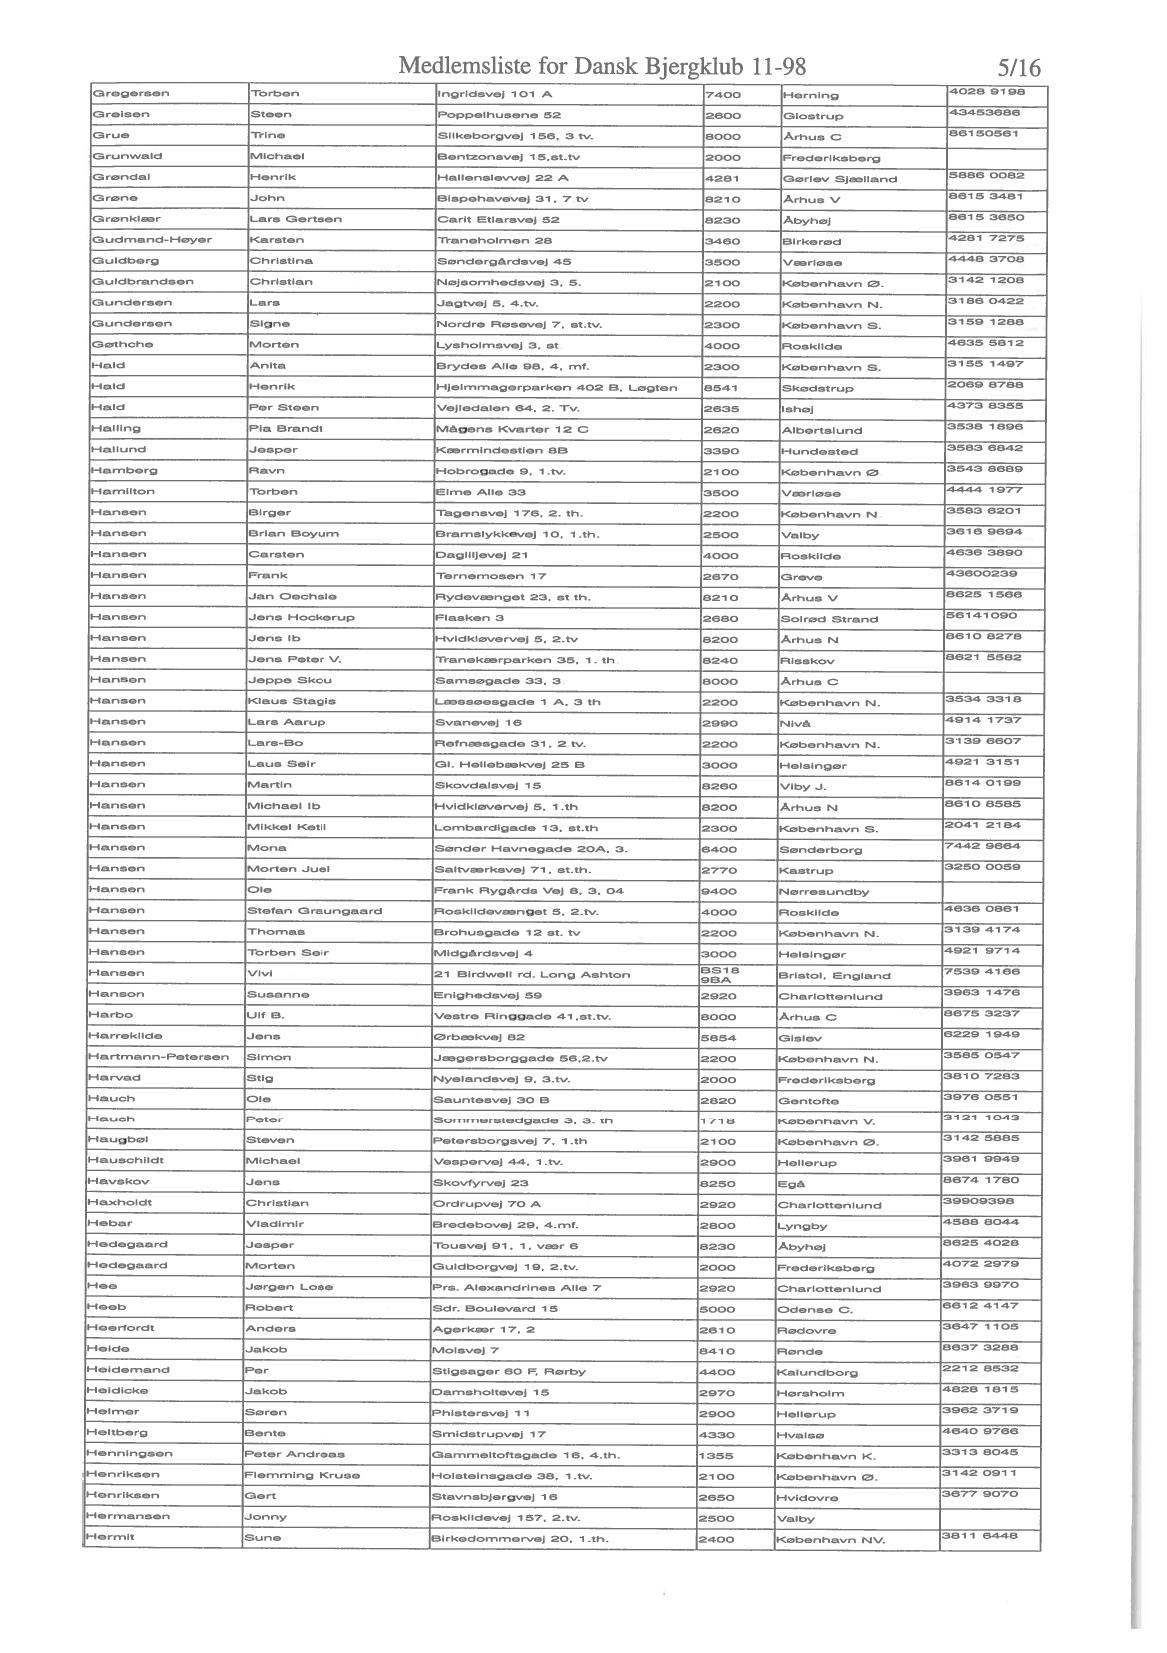 Medlemsliste for Dansk Bjergklub 11-98 5/16
Gregersen Torben Ingridsvej 101 A 7400 Herning 4028 9198
Greisen Steen Poppelhusene 52 2600 Glostrup 43453686
Grue Trine Silkeborgvej 156, 3 tv. 8000 Århus C 86150561
Grunwald Michael Bentzonsvej 15,st.tv 2000 Frederiksberg
Grøndal Henrik Hallenslevvej 22 A 4281 Gørlev Sjælland 5886 0082
Grøne John Bispehavevej 31, 7 tv 8210 Århus V 8615 3481
Grønklær Lars Gertsen Carit Etlarsvej 52 8230 Åbyhøj 8615 3650
Gudmand-Høyer Karsten Traneholmen 28 3460 Birkerød 4281 7275
Guldberg Christina Søndergårdsvej 45 3500 Værløse 4448 3708
Guldbrandsen Christian Nøjsomhedsvej 3, 5. 2100 København Ø. 3142 1208
Gundersen Lars Jagtvej 5, 4.tv. 2200 København N. 3186 0422
Gundersen Signe Nordre Røsevej 7, st.tv. 2300 København S. 3159 1288
Gøthche Morten Lysholmsvej 3, st 4000 Roskilde 4635 5812
Hald Anita Brydes Alle 98, 4, mf. 2300 København S. 3155 1497
Hald Henrik Hjelmmagerparken 402 B, Løgten 8541 Skødstrup 2069 8788
Hald Per Steen Vejledalen 64, 2. Tv. 2635 Ishøj 4373 8355
Halling Pia Brandt Mågens Kvarter 12 C 2620 Albertslund 3538 1896
Hallund Jesper Kærmindestien 8B 3390 Hundested 3583 6842
Hamberg Ravn Hobrogade 9, 1.tv. 2100 København Ø 3543 8689
Hamilton Torben Elme Alle 33 3500 Værløse 4444 1977
Hansen Birger Tagensvej 176, 2. th. 2200 København N 3583 6201
Hansen Brian Boyum Bramslykkevej 10, 1.th. 2500 Valby 3616 9694
Hansen Carsten Dagliljevej 21 4000 Roskilde 4636 3890
Hansen Frank Ternemosen 17 2670 Greve 43600239
Hansen Jan Oechsle Rydevænget 23, st.th. 8210 Århus V 8625 1566
Hansen Jens Hockerup Flasken 3 2680 Solrød Strand 56141090
Hansen Jens Ib Hvidkløvervej 5, 2.tv 8200 Århus N 8610 8278
Hansen Jens Peter V. Tranekærparken 35, 1. th. 8240 Risskov 8621 5582
Hansen Jeppe Skou Samsøgade 33, 3 8000 Århus C
Hansen Klaus Stagis Læssøesgade 1 A, 3 th 2200 København N. 3534 3318
Hansen Lars Aarup Svanevej 16 2990 Nivå 4914 1737
Hansen Lars-Bo Refnæsgade 31, 2 tv. 2200 København N. 3139 6607
Hansen Laus Seir Gl. Hellebækvej 25 B 3000 Helsingør 4921 3151
Hansen Martin Skovdalsvej 15 8260 Viby J. 8614 0199
Hansen Michael Ib Hvidkløvervej 5, 1.th 8200 Århus N 8610 8585
Hansen Mikkel Ketil Lombardigade 13, st.th 2300 København S. 2041 2184
Hansen Mona Sønder Havnegade 20A, 3. 6400 Sønderborg 7442 9664
Hansen Morten Juel Saltværksvej 71, st.th. 2770 Kastrup 3250 0059
Hansen Ole Frank Rygårds Vej 8, 3, 04 9400 Nørresundby
Hansen Stefan Graungaard Roskildevænget 5, 2.tv. 4000 Roskilde 4636 0861
Hansen Thomas Brohusgade 12 st. tv 2200 København N. 3139 4174
Hansen Torben Seir Midgårdsvej 4 3000 Helsingør 4921 9714
Hansen Vivi 21 Birdwell rd. Long Ashton BS18 9BA Bristol, England 7539 4166
Hanson Susanne Enighedsvej 59 2920 Charlottenlund 3963 1476
Harbo Ulf B. Vestre Ringgade 41,st.tv. 8000 Århus C 8675 3237
Harrekilde Jens Ørbækvej 82 5854 Gislev 6229 1949
Hartmann-Petersen Simon Jægersborggade 56,2.tv 2200 København N. 3585 0547
Harvad Stig Nyelandsvej 9, 3.tv. 2000 Frederiksberg 3810 7283
Hauch Ole Sauntesvej 30 B 2820 Gentofte 3976 0551
Hauch Peter Sommerstedgade 3, 3. th 1718 København V. 3121 1043
Haugbøl Steven Petersborgsvej 7, 1.th 2100 København Ø. 3142 5885
Hauschildt Michael Vespervej 44, 1.tv. 2900 Hellerup 3961 9949
Havskov Jens Skovfyrvej 23 8250 Egå 8674 1780
Haxholdt Christian Ordrupvej 70 A 2920 Charlottenlund 39909398
Hebar Vladimir Bredebovej 29, 4.mf. 2800 Lyngby 4588 8044
Hedegaard Jesper Tousvej 91, 1, vær 6 8230 Åbyhøj 8625 4028
Hedegaard Morten Guldborgvej 19, 2.tv. 2000 Frederiksberg 4072 2979
Hee Jørgen Lose Prs. Alexandrines Alle 7 2920 Charlottenlund 3963 9970
Heeb Robert Sdr. Boulevard 15 5000 Odense C. 6612 4147
Heerfordt Anders Agerkær 17, 2 2610 Rødovre 3647 1105
Heide Jakob Molsvej 7 8410 Rønde 8637 3288
Heidemand Per Stigsager 60 F, Rørby 4400 Kalundborg 2212 8532
Heldicke Jakob Damsholtevej 15 2970 Hørsholm 4828 1815
Helmer Søren Phistersvej 11 2900 Hellerup 3962 3719
Heltberg Bente Smidstrupvej 17 4330 Hvalsø 4640 9766
Henningsen Peter Andreas Gammeltoftsgade 16, 4.th. 1355 København K. 3313 8045
Henriksen Flemming Kruse Holsteinsgade 38, 1.tv. 2100 København Ø. 3142 0911
Henriksen Gert Stavnsbjergvej 16 2650 Hvidovre 3677 9070
Hermansen Jonny Roskildevej 157, 2.tv. 2500 Valby
Hermit Sune Birkedommervej 20, 1.th. 2400 København NV. 3811 6448